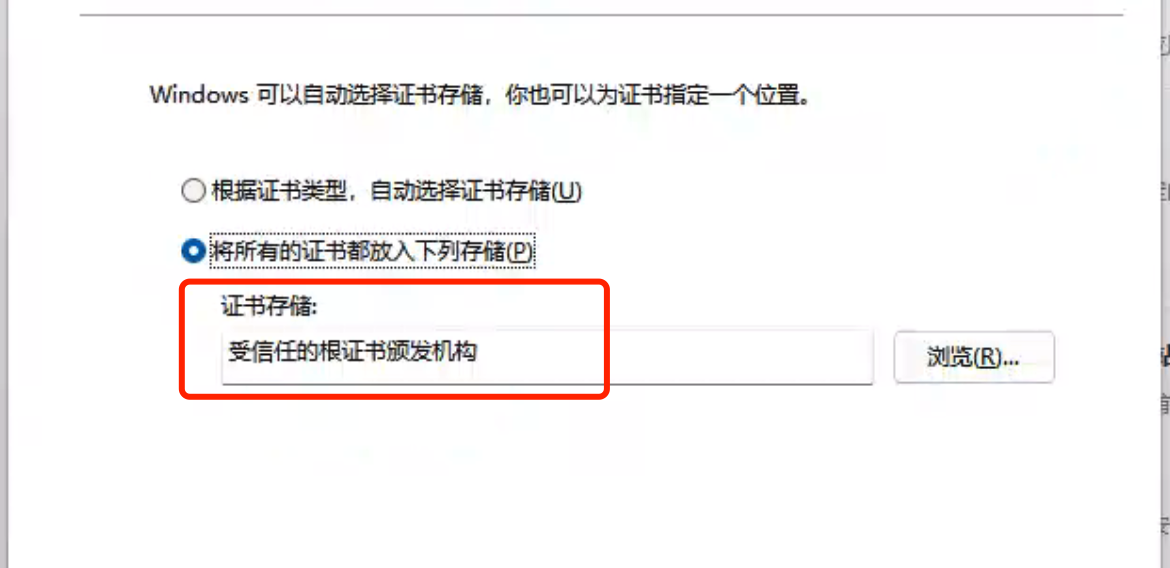 Windows 可以自动选择证书存储，你也可以为证书指定一个位置。
根据证书类型，自动选择证书存储(U)
将所有的证书都放入下列存储(P)
证书存储:
受信任的根证书颁发机构
浏览(R)...